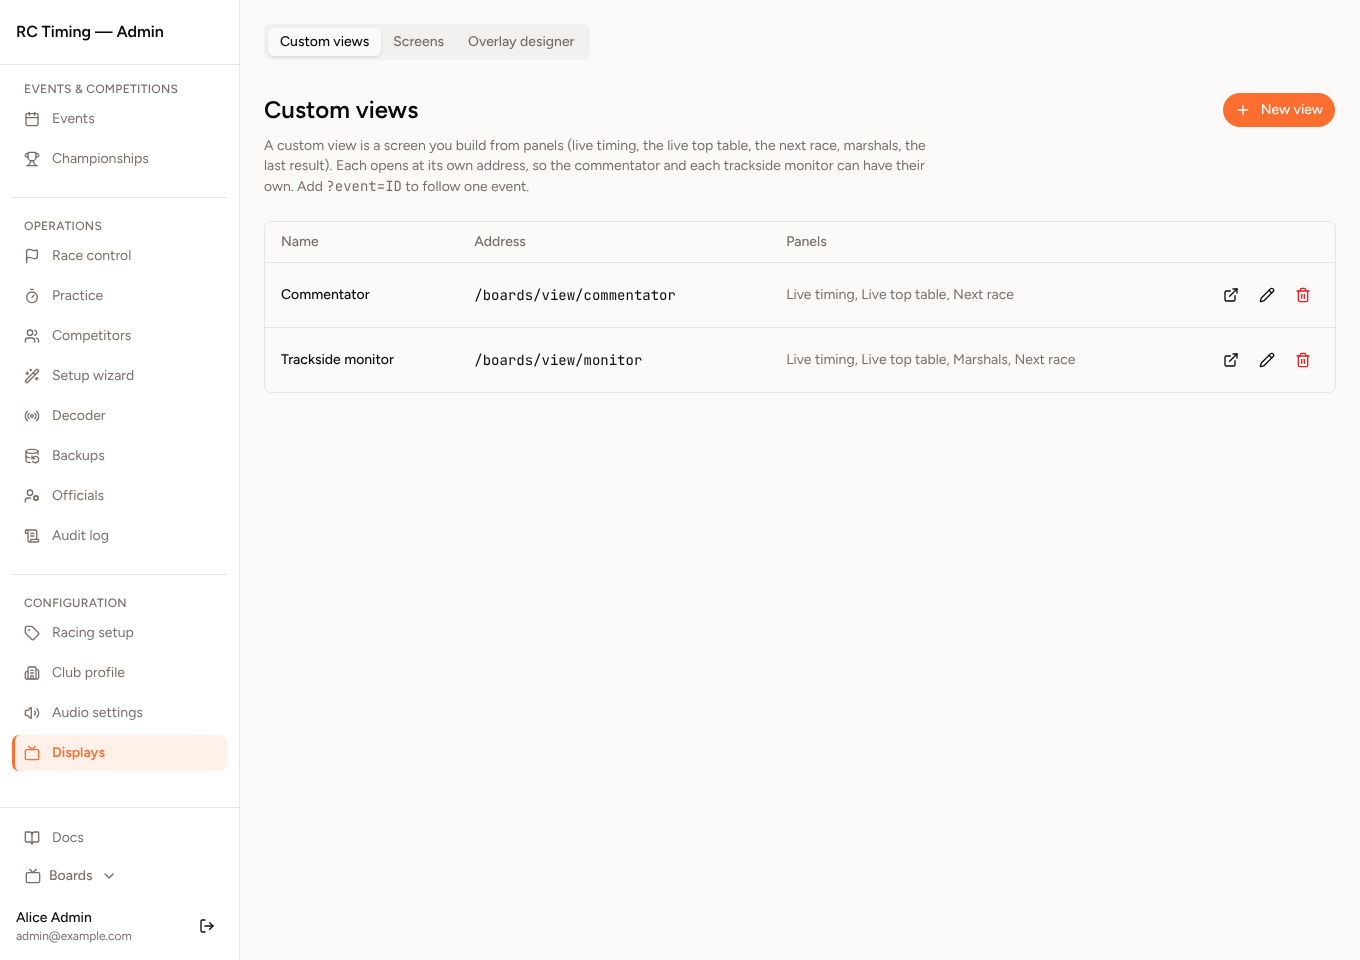 RC Timing — Admin
EVENTS & COMPETITIONS
Events
Championships
OPERATIONS
Race control
Practice
Competitors
Setup wizard
Decoder
Backups
Officials
Audit log
CONFIGURATION
Racing setup
Club profile
Audio settings
Displays
Docs
Boards
Alice Admin
admin@example.com
Custom views Screens Overlay designer
Custom views
New view
A custom view is a screen you build from panels (live timing, the live top table, the next race, marshals, the
last result). Each opens at its own address, so the commentator and each trackside monitor can have their
own. Add ?event=ID to follow one event.
Name Address Panels
Commentator /boards/view/commentator Live timing, Live top table, Next race
Trackside monitor /boards/view/monitor Live timing, Live top table, Marshals, Next race